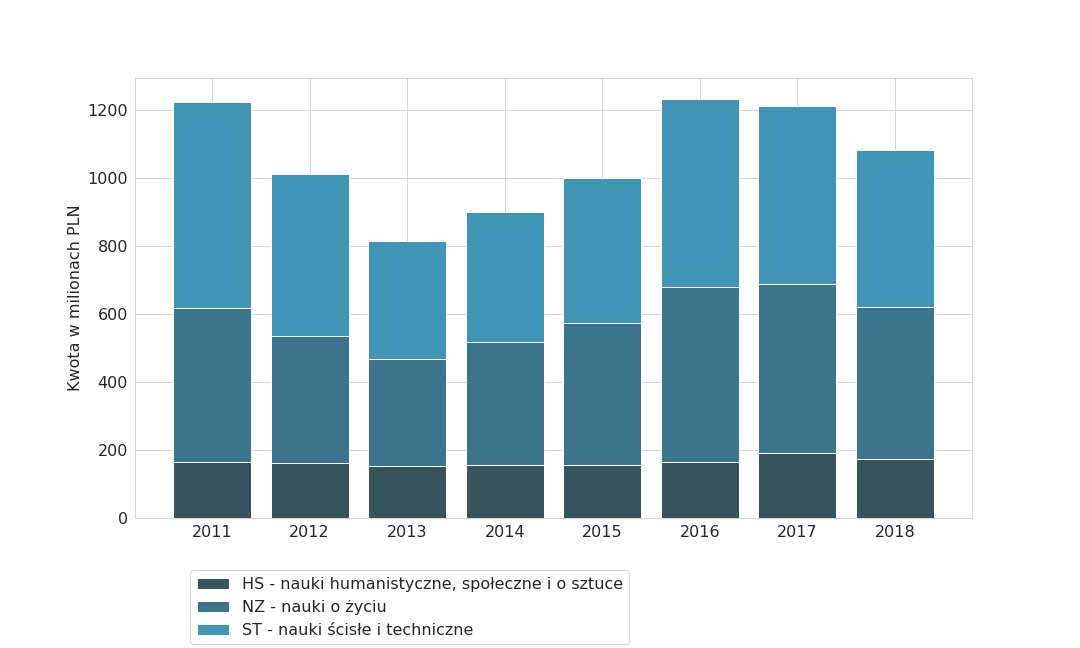 1200
1000
800
600
400
200
0
Kwota w milionach PLN
2011 2012 2013 2014 2015 2016 2017 2018
HS - nauki humanistyczne, społeczne i o sztuce
NZ - nauki o życiu
ST - nauki ścisłe i techniczne